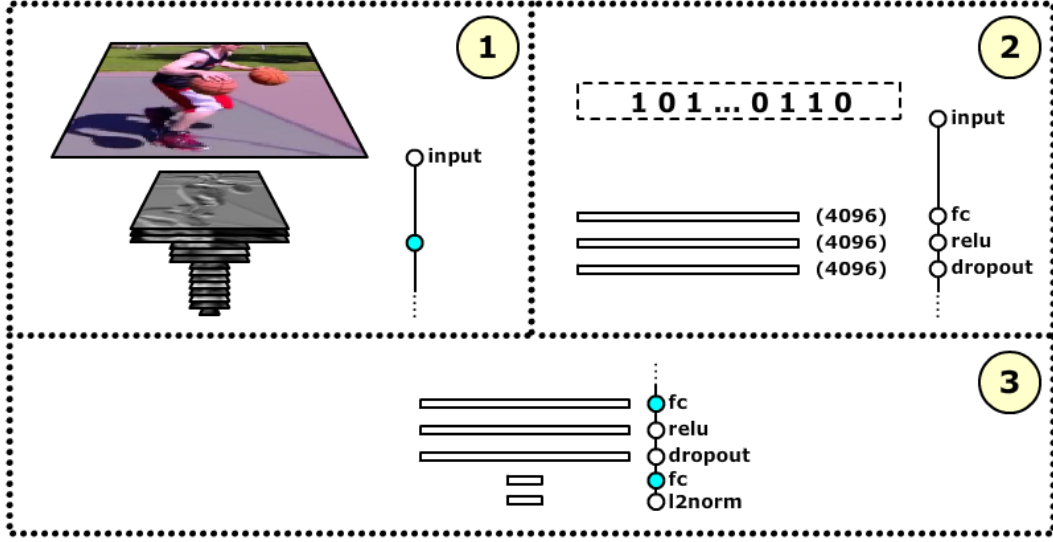 1
input
2
1 0 1 ... 0 1 1 0
input
(4096) fc
(4096) relu
(4096) dropout
3
fc
relu
dropout
fc
l2norm